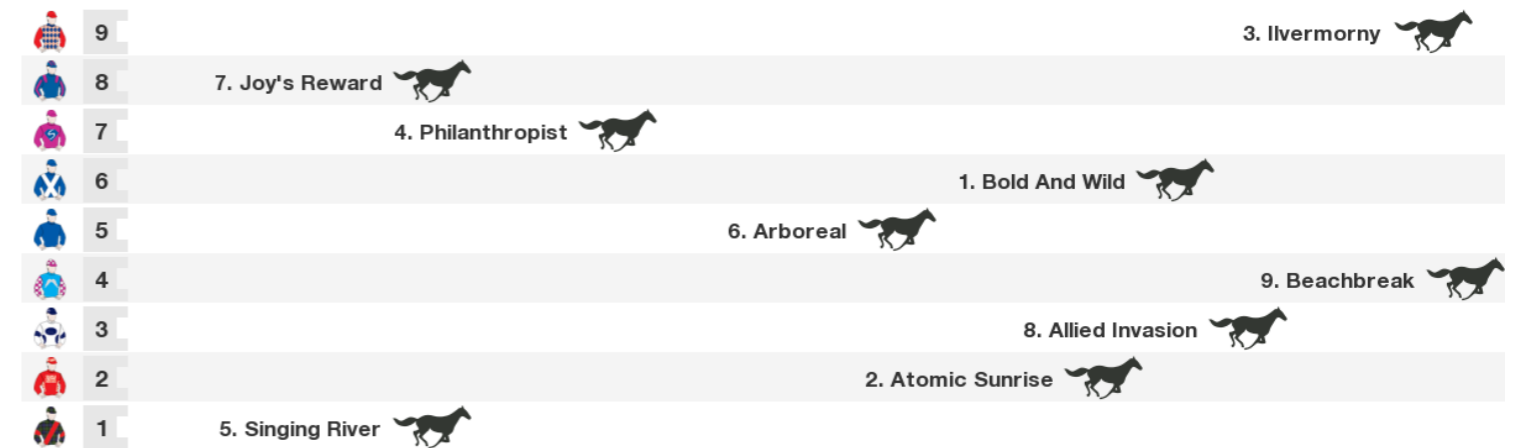 9 3. Ilvermorny
8 7. Joy's Reward
7 4. Philanthropist
6 1. Bold And Wild
5 6. Arboreal
4 9. Beachbreak
3 8. Allied Invasion
2 2. Atomic Sunrise
1 5. Singing River